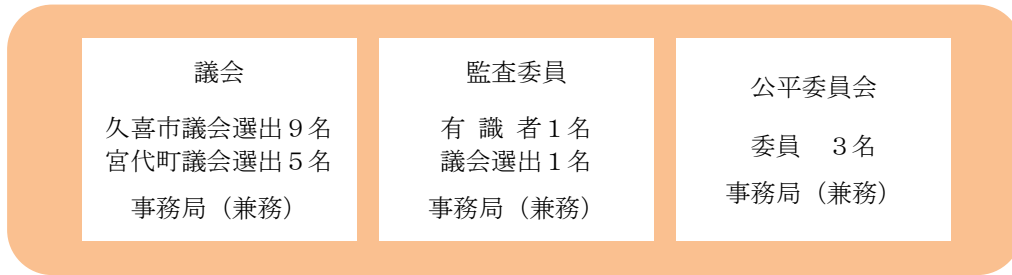 議会
久喜市議会選出９名
宮代町議会選出５名
事務局（兼務）
監査委員
有 識 者１名
議会選出１名
事務局（兼務）
公平委員会
委員　３名
事務局（兼務）